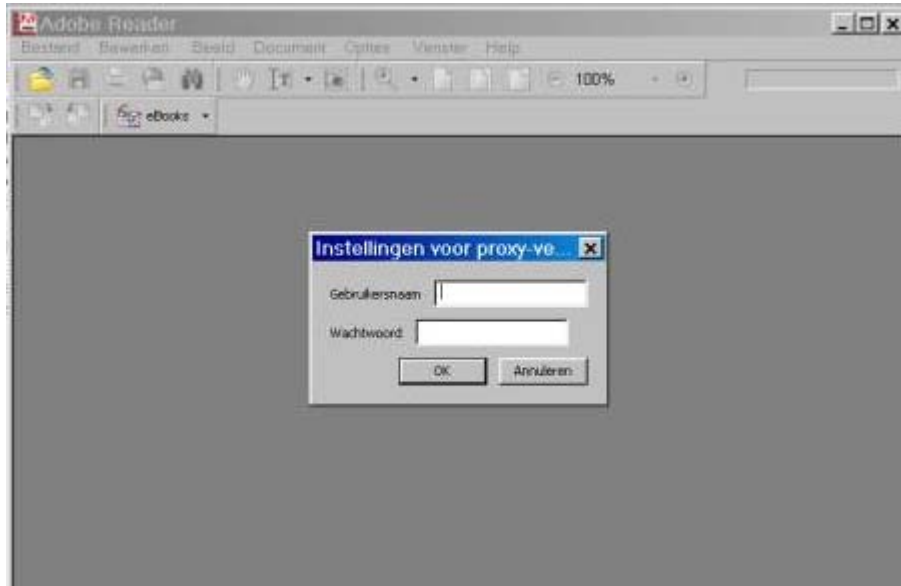 Adobe Reader
Bestand Bewerken Beeld Document Opties Venster Help
100%
eBooks
Instellingen voor proxy-ve...
Gebruikersnaam
Wachtwoord
OK Annuleren